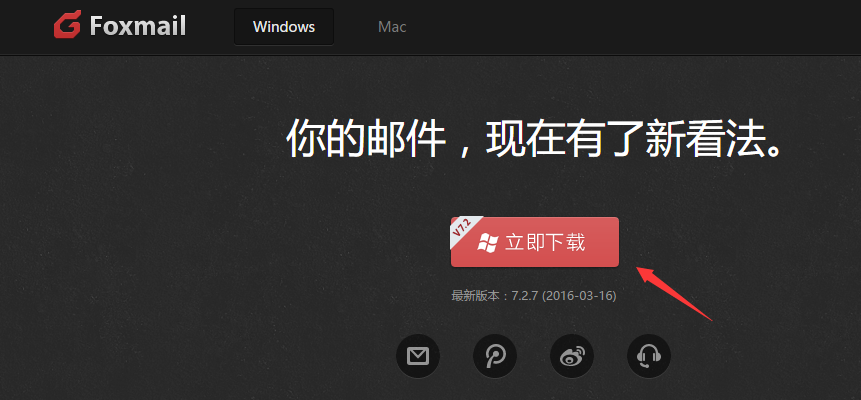 Foxmail
Windows
Mac
你的邮件，现在有了新看法。
V7.2
立即下载
最新版本：7.2.7 (2016-03-16)